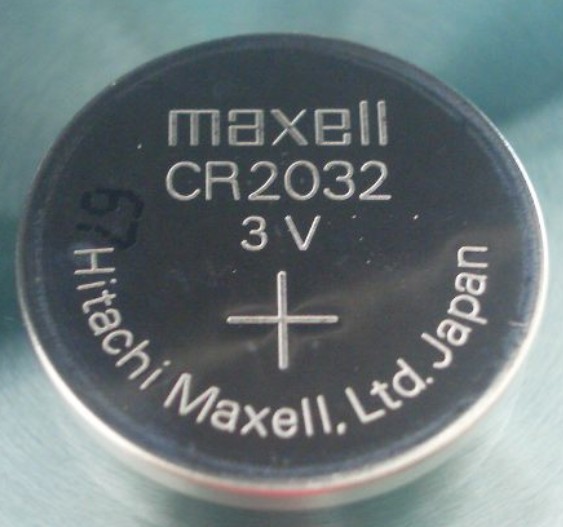 maxell
CR2032
3 V
+
Hitachi Maxell, Ltd. Japan